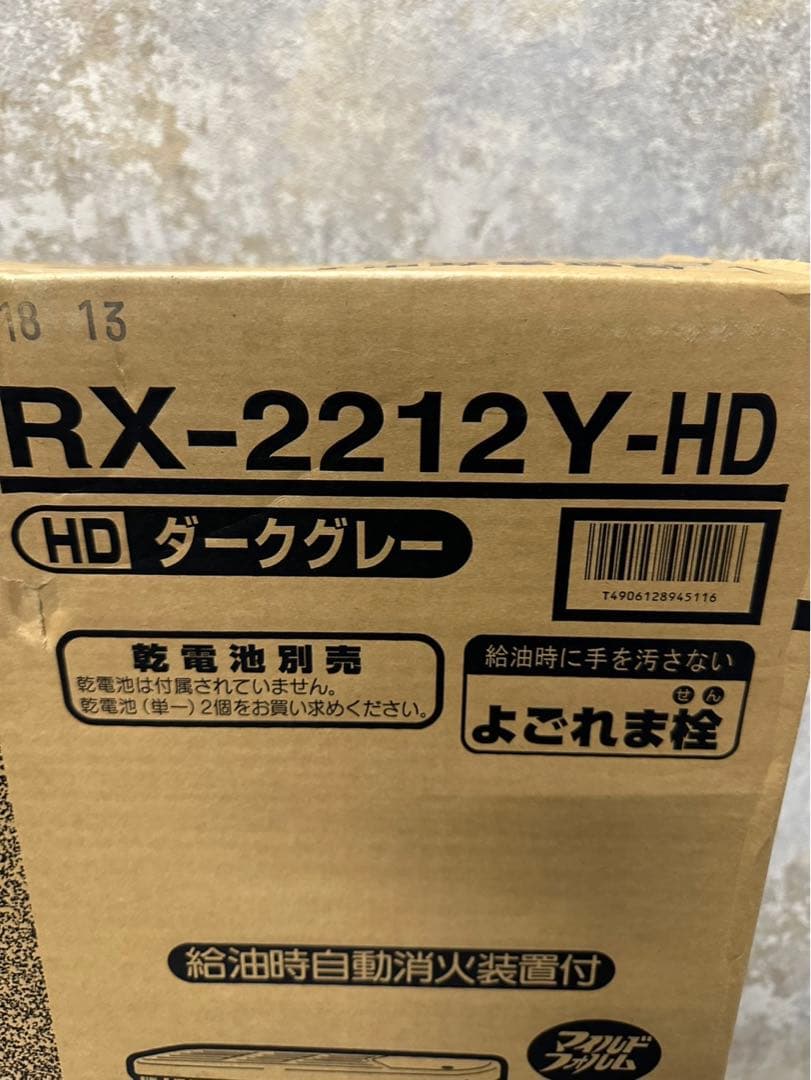 18 13
RX-2212Y-HD
HD ダークグレー
T4906128945116
乾電池別売
乾電池は付属されていません。
乾電池(単一)2個をお買い求めください。
給油時に手を汚さない
せん
よごれま栓
給油時自動消火装置付
マイルド
フォルム